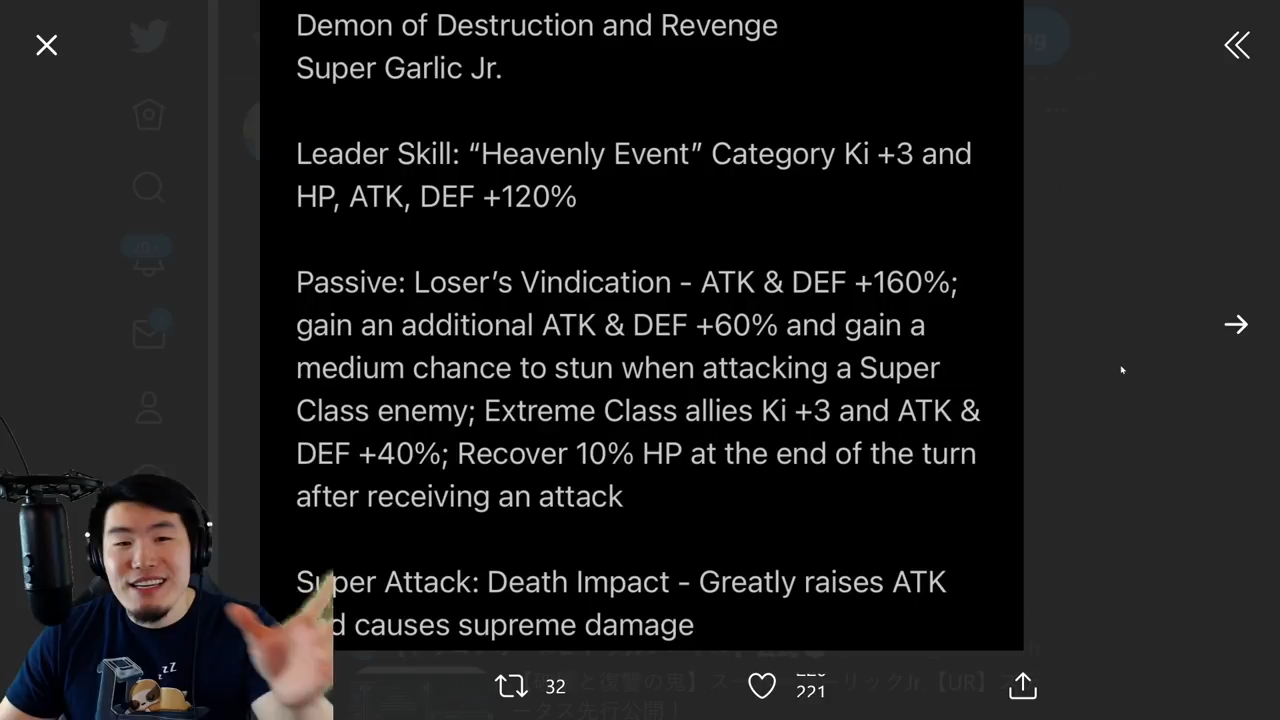 Demon of Destruction and Revenge
Super Garlic Jr.
Leader Skill: “Heavenly Event” Category Ki +3 and
HP, ATK, DEF +120%
Passive: Loser’s Vindication - ATK & DEF +160%;
gain an additional ATK & DEF +60% and gain a
medium chance to stun when attacking a Super
Class enemy; Extreme Class allies Ki +3 and ATK &
DEF +40%; Recover 10% HP at the end of the turn
after receiving an attack
Super Attack: Death Impact - Greatly raises ATK
causes supreme damage
32
221
20+
zzZ